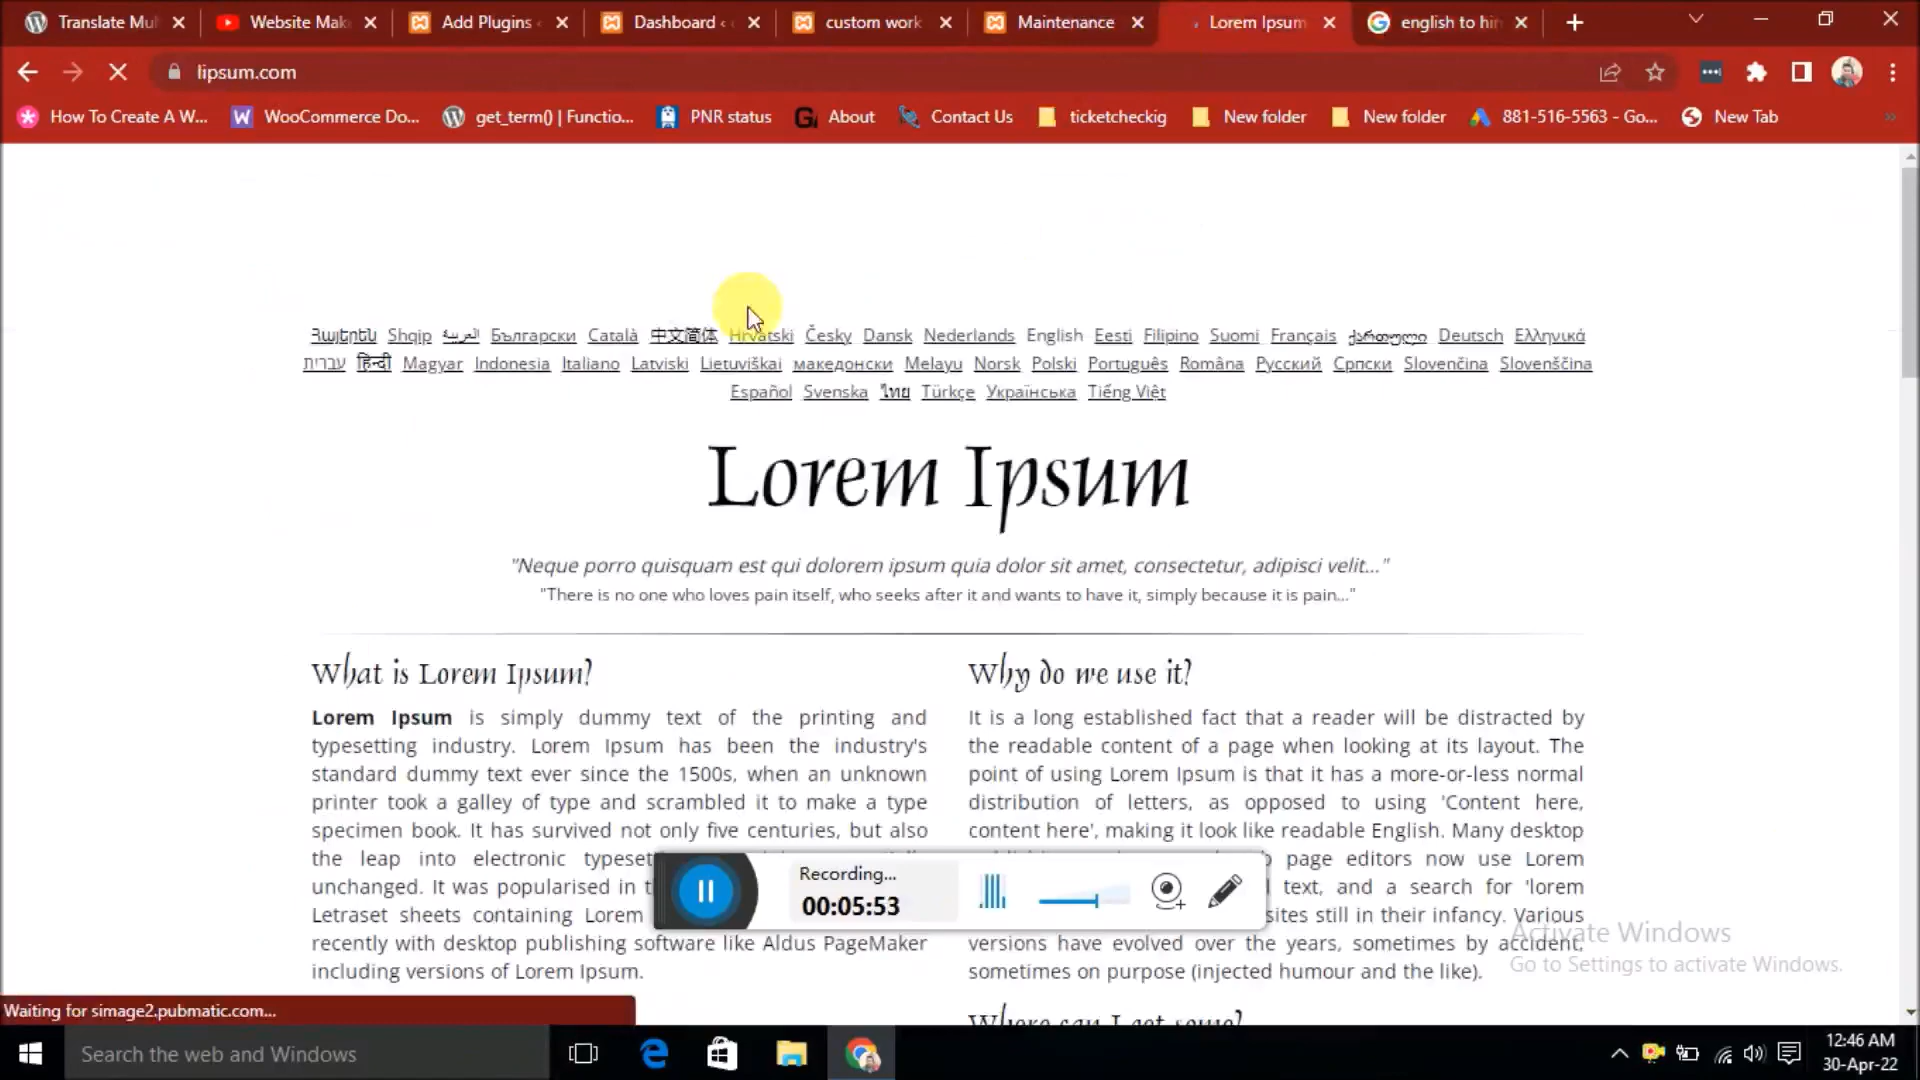 Translate Mul
Website Mak
Add Plugins
Dashboard
custom work
Maintenance
Lorem Ipsum
english to hin
lipsum.com
How To Create A W...
WooCommerce Do...
get_term() | Functio...
PNR status
About
Contact Us
ticketcheckig
New folder
New folder
881-516-5563 - Go...
New Tab
Հայերեն Shqip العربية Български Català 中文简体 Hrvatski Česky Dansk Nederlands English Eesti Filipino Suomi Français ქართული Deutsch Ελληνικά
עברית हिन्दी Magyar Indonesia Italiano Latviski Lietuviškai македонски Melayu Norsk Polski Português Româna Русский Српски Slovenčina Slovenščina
Español Svenska ไทย Türkçe Українська Tiếng Việt
Lorem Ipsum
"Neque porro quisquam est qui dolorem ipsum quia dolor sit amet, consectetur, adipisci velit..."
"There is no one who loves pain itself, who seeks after it and wants to have it, simply because it is pain..."
What is Lorem Ipsum?
Lorem Ipsum is simply dummy text of the printing and
typesetting industry. Lorem Ipsum has been the industry's
standard dummy text ever since the 1500s, when an unknown
printer took a galley of type and scrambled it to make a type
specimen book. It has survived not only five centuries, but also
the leap into electronic typeset
unchanged. It was popularised in t
Letraset sheets containing Lorem
recently with desktop publishing software like Aldus PageMaker
including versions of Lorem Ipsum.
Why do we use it?
It is a long established fact that a reader will be distracted by
the readable content of a page when looking at its layout. The
point of using Lorem Ipsum is that it has a more-or-less normal
distribution of letters, as opposed to using 'Content here,
content here', making it look like readable English. Many desktop
page editors now use Lorem
text, and a search for 'lorem
sites still in their infancy. Various
versions have evolved over the years, sometimes by accident,
sometimes on purpose (injected humour and the like).
Where can I get some?
Recording...
00:05:53
Activate Windows
Go to Settings to activate Windows.
Waiting for simage2.pubmatic.com...
Search the web and Windows
12:46 AM
30-Apr-22